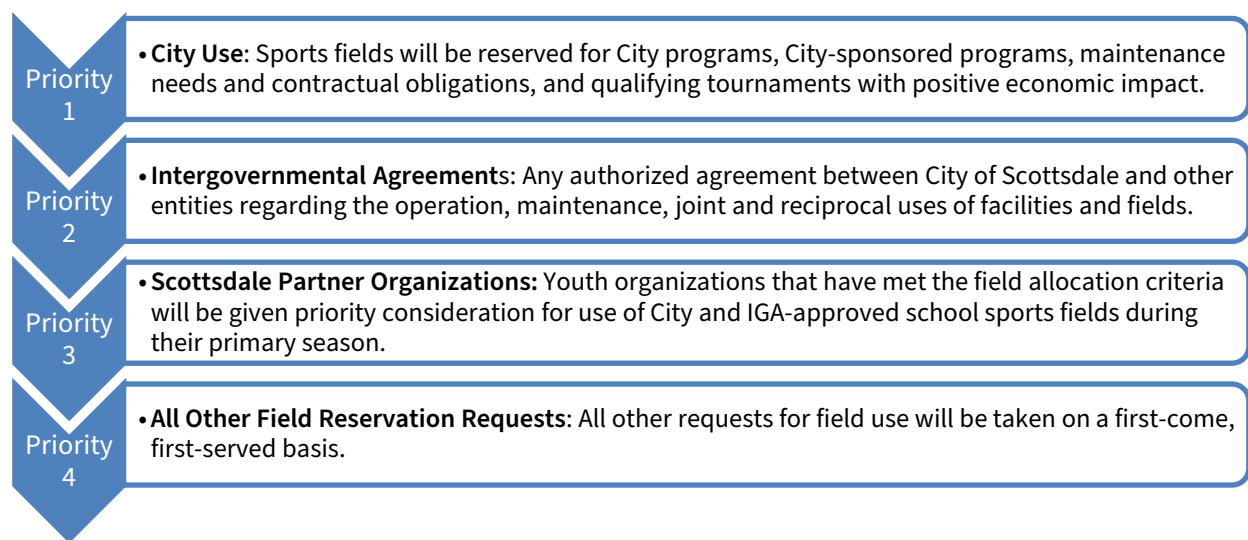 Priority
1
•City Use: Sports fields will be reserved for City programs, City-sponsored programs, maintenance
needs and contractual obligations, and qualifying tournaments with positive economic impact.
Priority
2
•Intergovernmental Agreements: Any authorized agreement between City of Scottsdale and other
entities regarding the operation, maintenance, joint and reciprocal uses of facilities and fields.
Priority
3
•Scottsdale Partner Organizations: Youth organizations that have met the field allocation criteria
will be given priority consideration for use of City and IGA-approved school sports fields during
their primary season.
Priority
4
•All Other Field Reservation Requests: All other requests for field use will be taken on a first-come,
first-served basis.